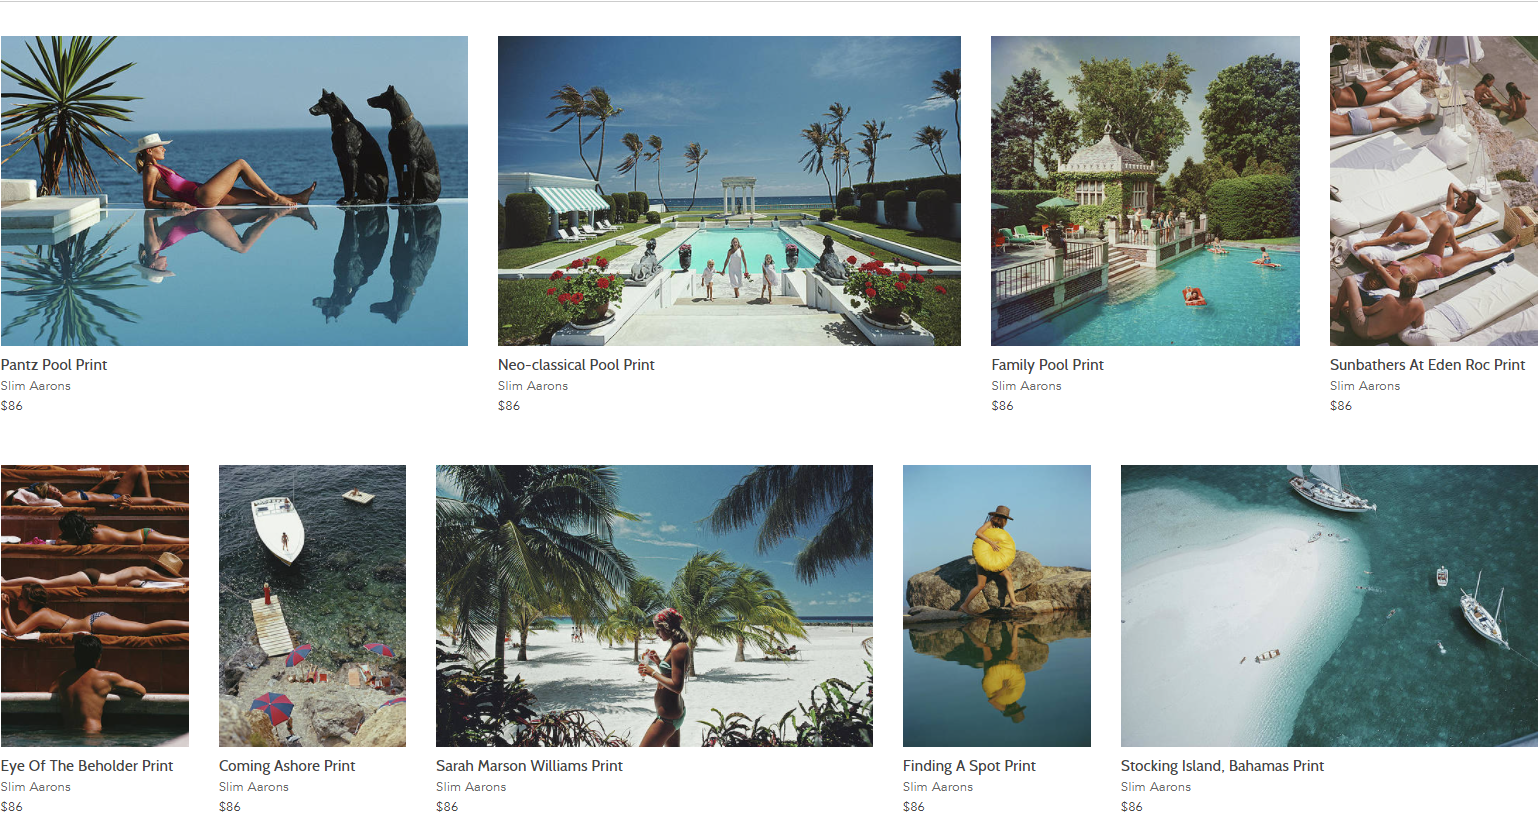 Pantz Pool Print
Slim Aarons
$86
Neo-classical Pool Print
Slim Aarons
$86
Family Pool Print
Slim Aarons
$86
Sunbathers At Eden Roc Print
Slim Aarons
$86
Eye Of The Beholder Print
Slim Aarons
$86
Coming Ashore Print
Slim Aarons
$86
Sarah Marson Williams Print
Slim Aarons
$86
Finding A Spot Print
Slim Aarons
$86
Stocking Island, Bahamas Print
Slim Aarons
$86